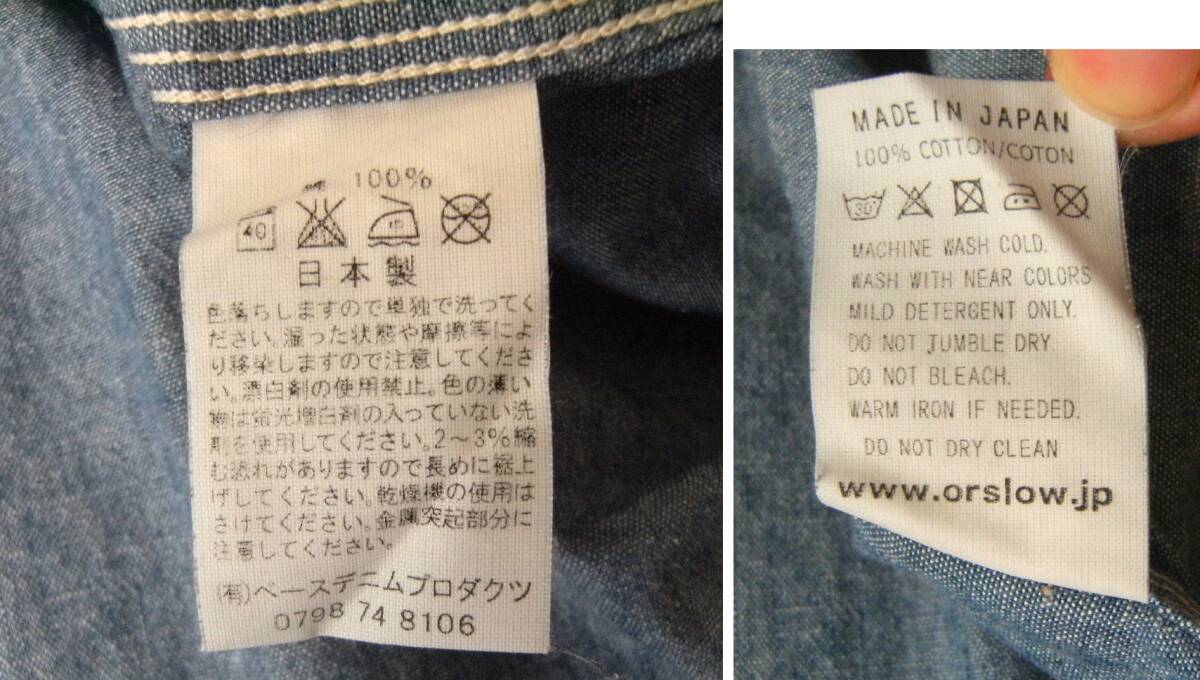 綿 100%
40
日本製
色落ちしますので単独で洗ってく
ださい。湿った状態や摩擦等によ
り移染しますので注意してくださ
い。漂白剤の使用禁止。色の薄い
物は蛍光増白剤の入っていない洗
剤を使用してください。2～3%縮
む恐れがありますので長めに裾上
げしてください。乾燥機の使用は
さけてください。金属突起部分に
注意してください。
(有)ベースデニムプロダクツ
0798 74 8106
MADE IN JAPAN
100% COTTON/COTON
30°
MACHINE WASH COLD.
WASH WITH NEAR COLORS
MILD DETERGENT ONLY.
DO NOT TUMBLE DRY.
DO NOT BLEACH.
WARM IRON IF NEEDED.
DO NOT DRY CLEAN
www.orslow.jp